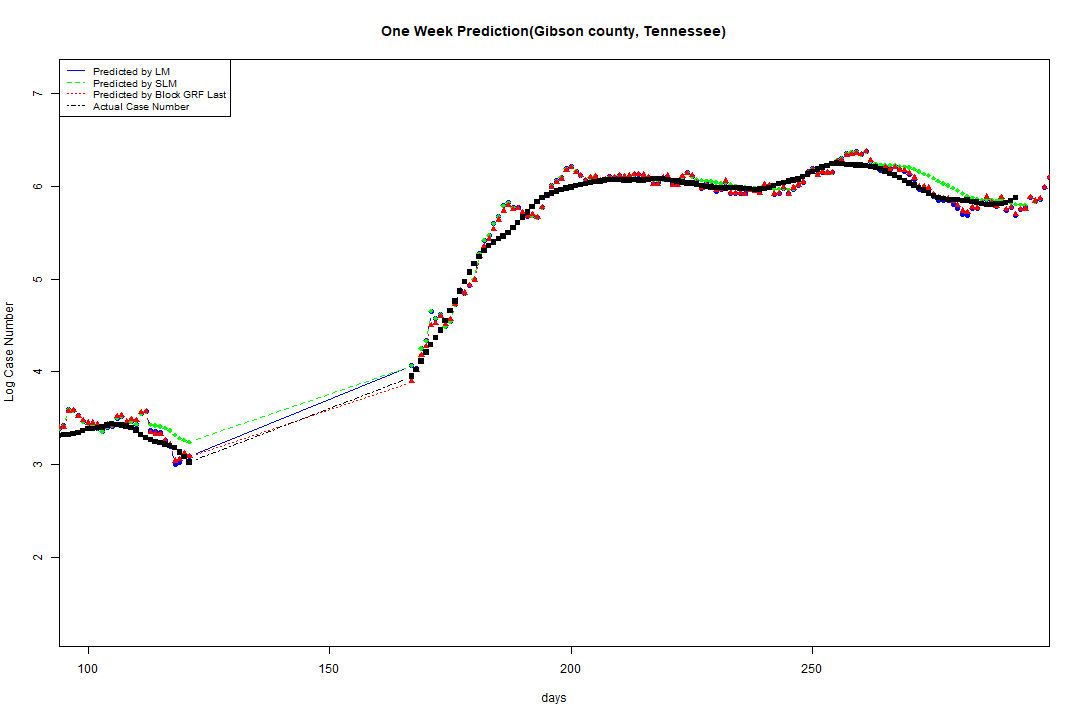 One Week Prediction(Gibson county, Tennessee)
Predicted by LM
Predicted by SLM
Predicted by Block GRF Last
Actual Case Number
7
6
5
4
3
2
Log Case Number
100 150 200 250
days